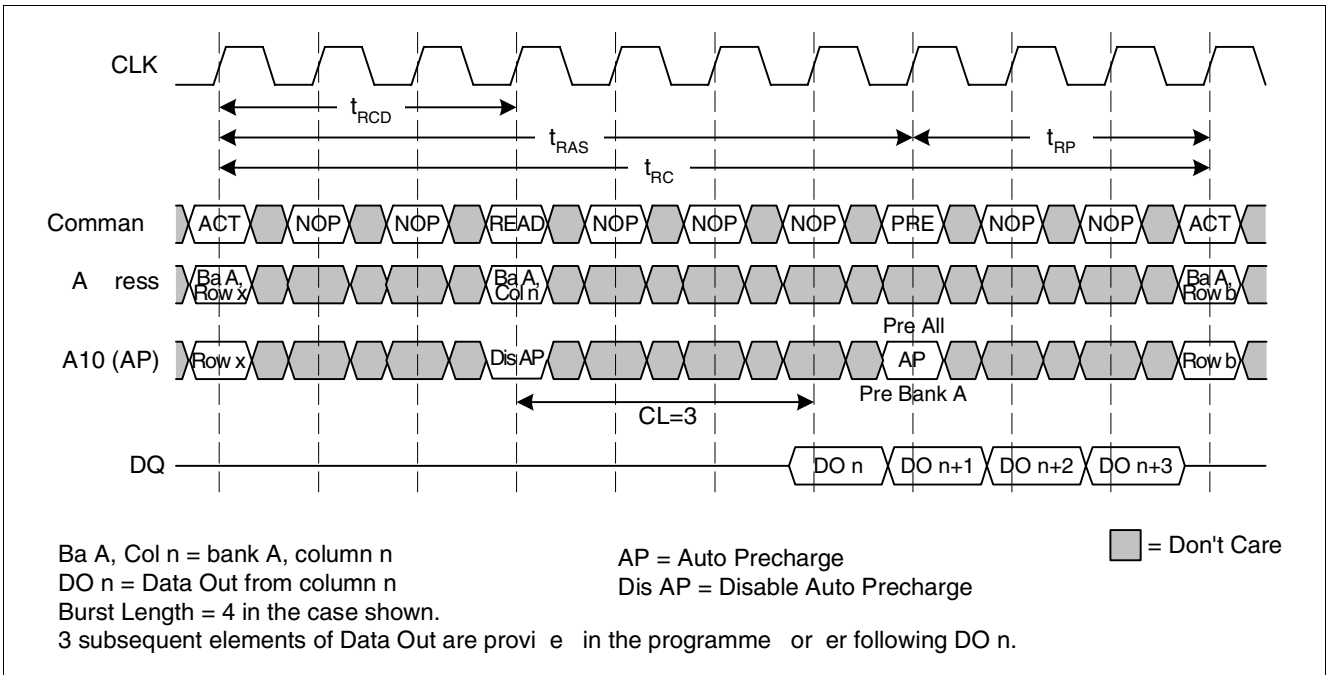 CLK
tRCD
tRAS
tRP
tRC
Comman ACT NOP NOP READ NOP NOP NOP PRE NOP NOP ACT
A ress Ba A, Row x Ba A, Col n Ba A, Row b
Pre All
A10 (AP) Row x Dis AP AP Row b
Pre Bank A
CL=3
DQ DO n DO n+1 DO n+2 DO n+3
Ba A, Col n = bank A, column n
DO n = Data Out from column n
Burst Length = 4 in the case shown.
3 subsequent elements of Data Out are provi e in the programme or er following DO n.
AP = Auto Precharge
Dis AP = Disable Auto Precharge
= Don't Care